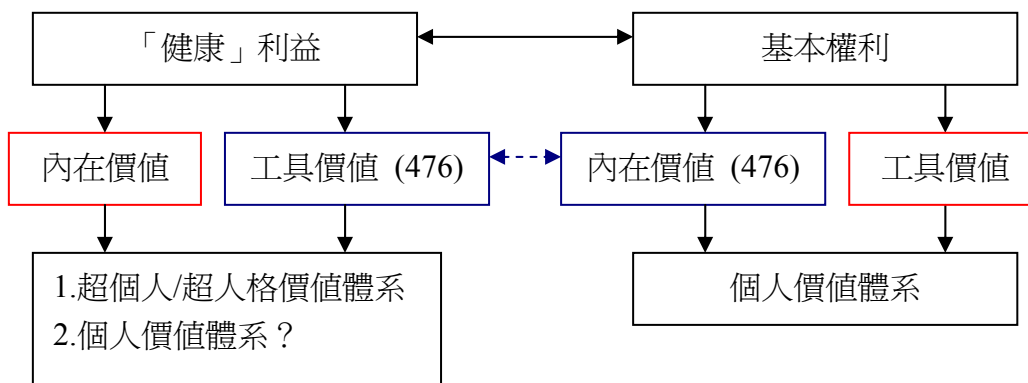 「健康」利益
基本權利
內在價值
工具價值 (476)
內在價值 (476)
工具價值
1.超個人/超人格價值體系
2.個人價值體系？
個人價值體系